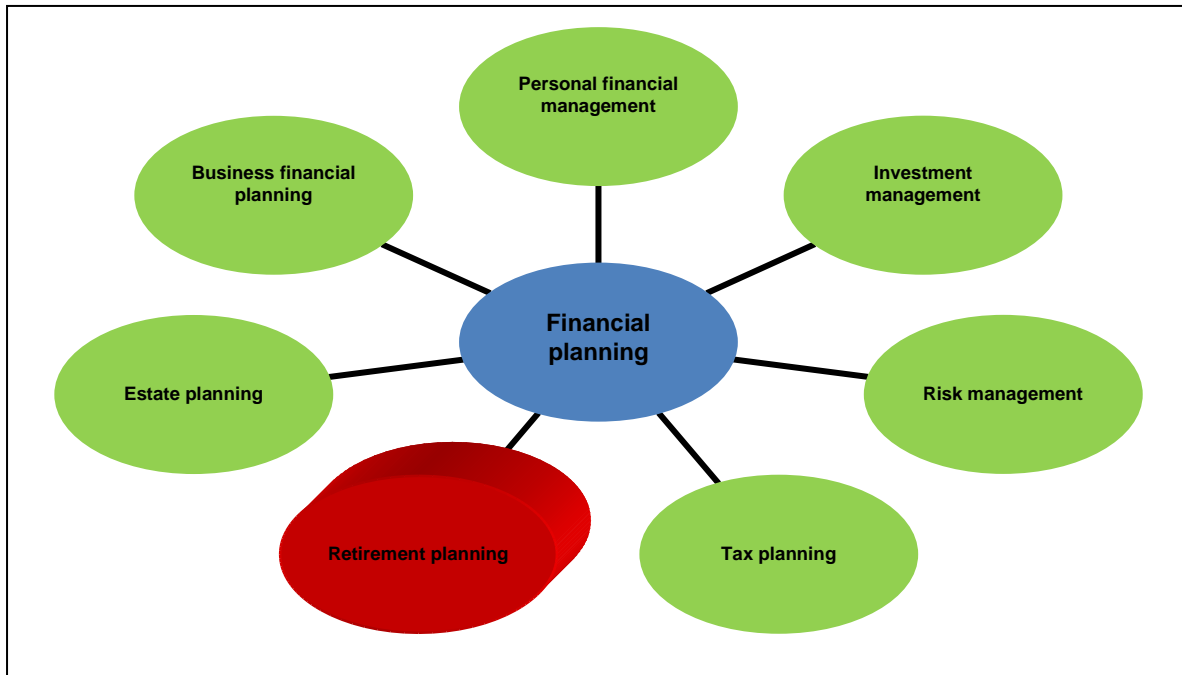 Personal financial
management
Business financial
planning
Investment
management
Financial
planning
Estate planning
Risk management
Retirement planning
Tax planning